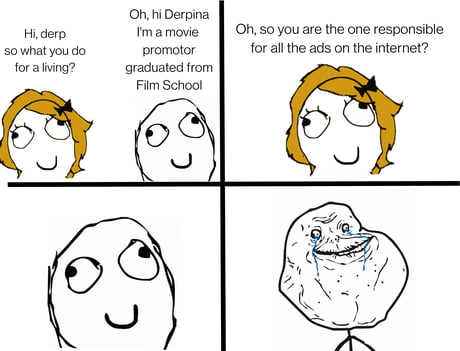 Hi, derp
so what you do
for a living?
Oh, hi Derpina
I'm a movie
promotor
graduated from
Film School
Oh, so you are the one responsible
for all the ads on the internet?